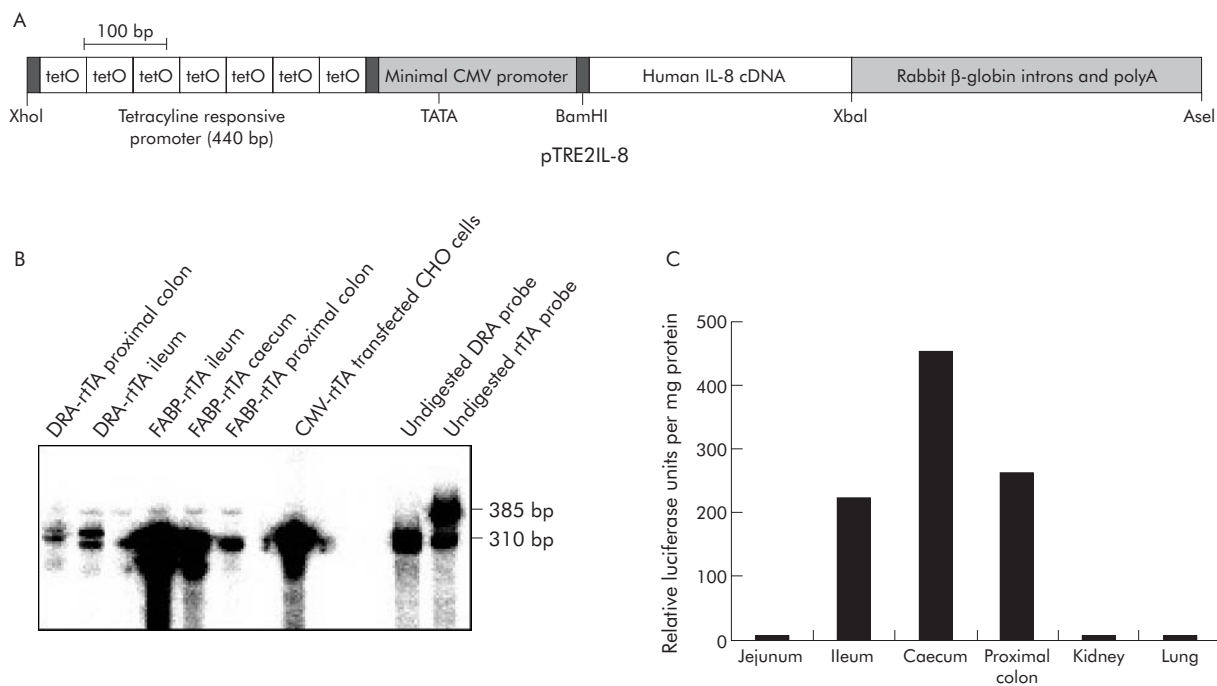 A
100 bp
tetO tetO tetO tetO tetO tetO tetO Minimal CMV promoter Human IL-8 cDNA Rabbit β-globin introns and polyA
XhoI Tetracyline responsive TATA BamHI XbaI AseI
promoter (440 bp)
pTRE2IL-8
B
DRA-rtTA proximal colon
DRA-rtTA ileum
FABP-rtTA ileum
FABP-rtTA caecum
FABP-rtTA proximal colon
CMV-rtTA transfected CHO cells
Undigested DRA probe
Undigested rtTA probe
385 bp
310 bp
C
Relative luciferase units per mg protein
500
400
300
200
100
0
Jejunum Ileum Caecum Proximal Kidney Lung
colon